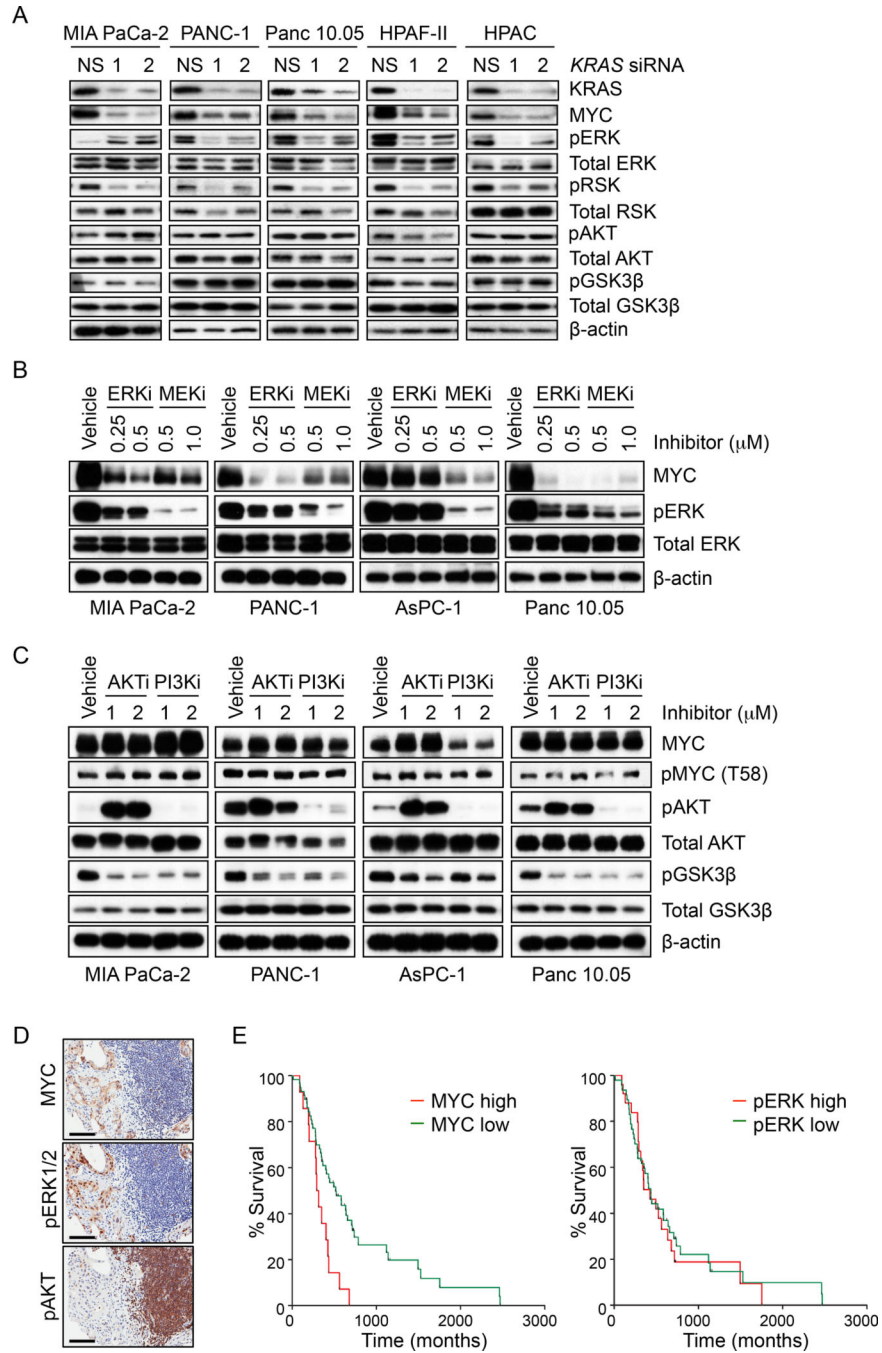 A
MIA PaCa-2 PANC-1 Panc 10.05 HPAF-II HPAC
NS 1 2 NS 1 2 NS 1 2 NS 1 2 NS 1 2 KRAS siRNA
KRAS
MYC
pERK
Total ERK
pRSK
Total RSK
pAKT
Total AKT
pGSK3β
Total GSK3β
β-actin
B
Vehicle ERKi MEKi Vehicle ERKi MEKi Vehicle ERKi MEKi Vehicle ERKi MEKi
0.25 0.5 0.5 1.0 0.25 0.5 0.5 1.0 0.25 0.5 0.5 1.0 0.25 0.5 0.5 1.0 Inhibitor (μM)
MYC
pERK
Total ERK
β-actin
MIA PaCa-2 PANC-1 AsPC-1 Panc 10.05
C
Vehicle AKTi PI3Ki Vehicle AKTi PI3Ki Vehicle AKTi PI3Ki Vehicle AKTi PI3Ki
1 2 1 2 1 2 1 2 1 2 1 2 1 2 1 2 Inhibitor (μM)
MYC
pMYC (T58)
pAKT
Total AKT
pGSK3β
Total GSK3β
β-actin
MIA PaCa-2 PANC-1 AsPC-1 Panc 10.05
D
MYC
pERK1/2
pAKT
E
% Survival
100
80
60
40
20
0
0 1000 2000 3000
Time (months)
MYC high
MYC low
% Survival
100
80
60
40
20
0
0 1000 2000 3000
Time (months)
pERK high
pERK low